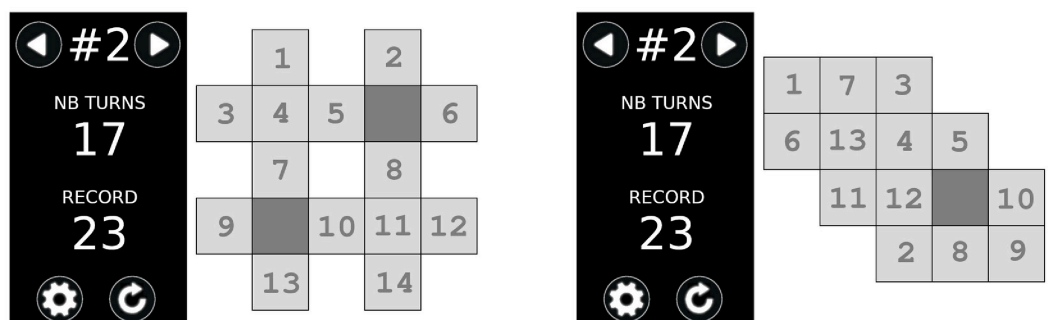 #2
NB TURNS
17
RECORD
23
1 2
3 4 5 6
7 8
9 10 11 12
13 14
#2
NB TURNS
17
RECORD
23
1 7 3
6 13 4 5
11 12 10
2 8 9